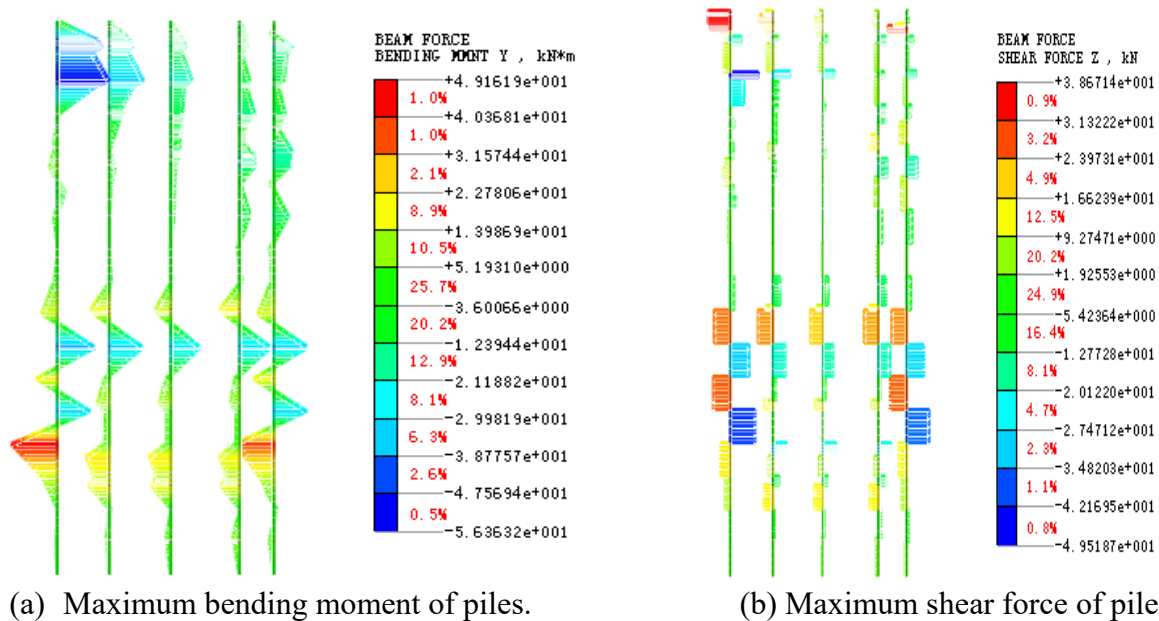 BEAM FORCE
BENDING MMNT Y , kN*m
+4.91619e+001
1.0%
+4.03681e+001
1.0%
+3.15744e+001
2.1%
+2.27806e+001
8.9%
+1.39869e+001
10.5%
+5.19310e+000
25.7%
-3.60066e+000
20.2%
-1.23944e+001
12.9%
-2.11882e+001
8.1%
-2.99819e+001
6.3%
-3.87757e+001
2.6%
-4.75694e+001
0.5%
-5.63632e+001
BEAM FORCE
SHEAR FORCE Z , kN
+3.86714e+001
0.9%
+3.13222e+001
3.2%
+2.39731e+001
4.9%
+1.66239e+001
12.5%
+9.27471e+000
20.2%
+1.92553e+000
24.9%
-5.42364e+000
16.4%
-1.27728e+001
8.1%
-2.01220e+001
4.7%
-2.74712e+001
2.3%
-3.48203e+001
1.1%
-4.21695e+001
0.8%
-4.95187e+001
(a) Maximum bending moment of piles.
(b) Maximum shear force of pile